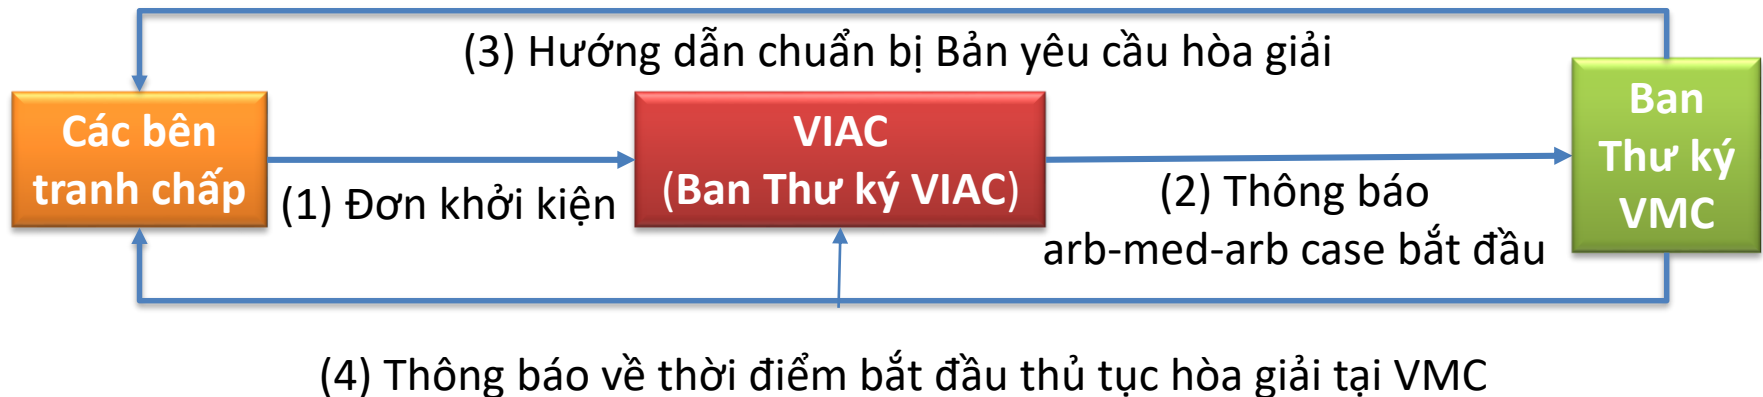 (3) Hướng dẫn chuẩn bị Bản yêu cầu hòa giải
Các bên
tranh chấp
(1) Đơn khởi kiện
VIAC
(Ban Thư ký VIAC)
(2) Thông báo
arb-med-arb case bắt đầu
Ban
Thư ký
VMC
(4) Thông báo về thời điểm bắt đầu thủ tục hòa giải tại VMC